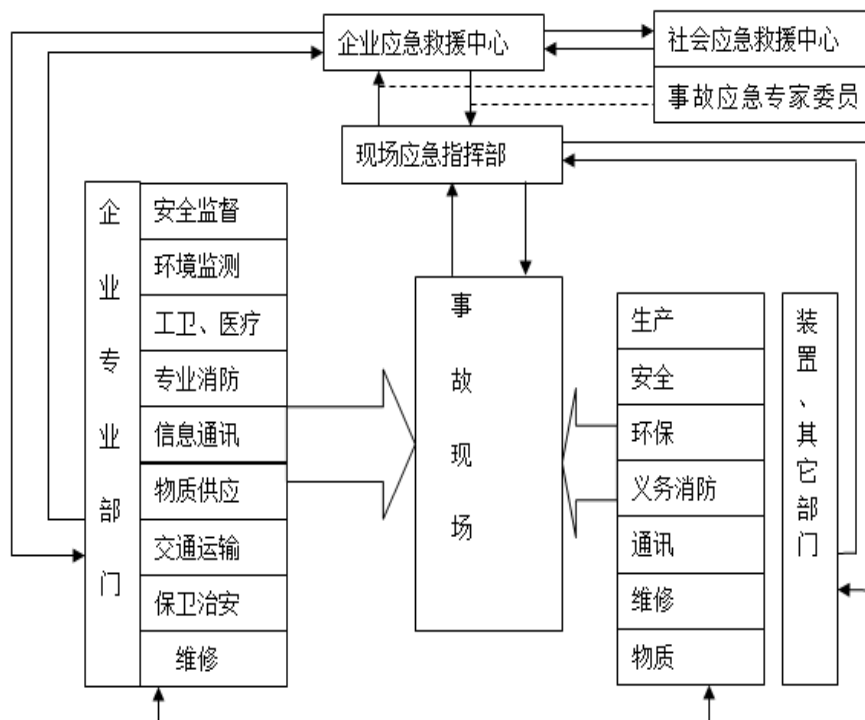 企业应急救援中心
社会应急救援中心
事故应急专家委员
现场应急指挥部
企业专业部门
安全监督
环境监测
工卫、医疗
专业消防
信息通讯
物质供应
交通运输
保卫治安
维修
事故现场
生产
安全
环保
义务消防
通讯
维修
物质
装置、其它部门